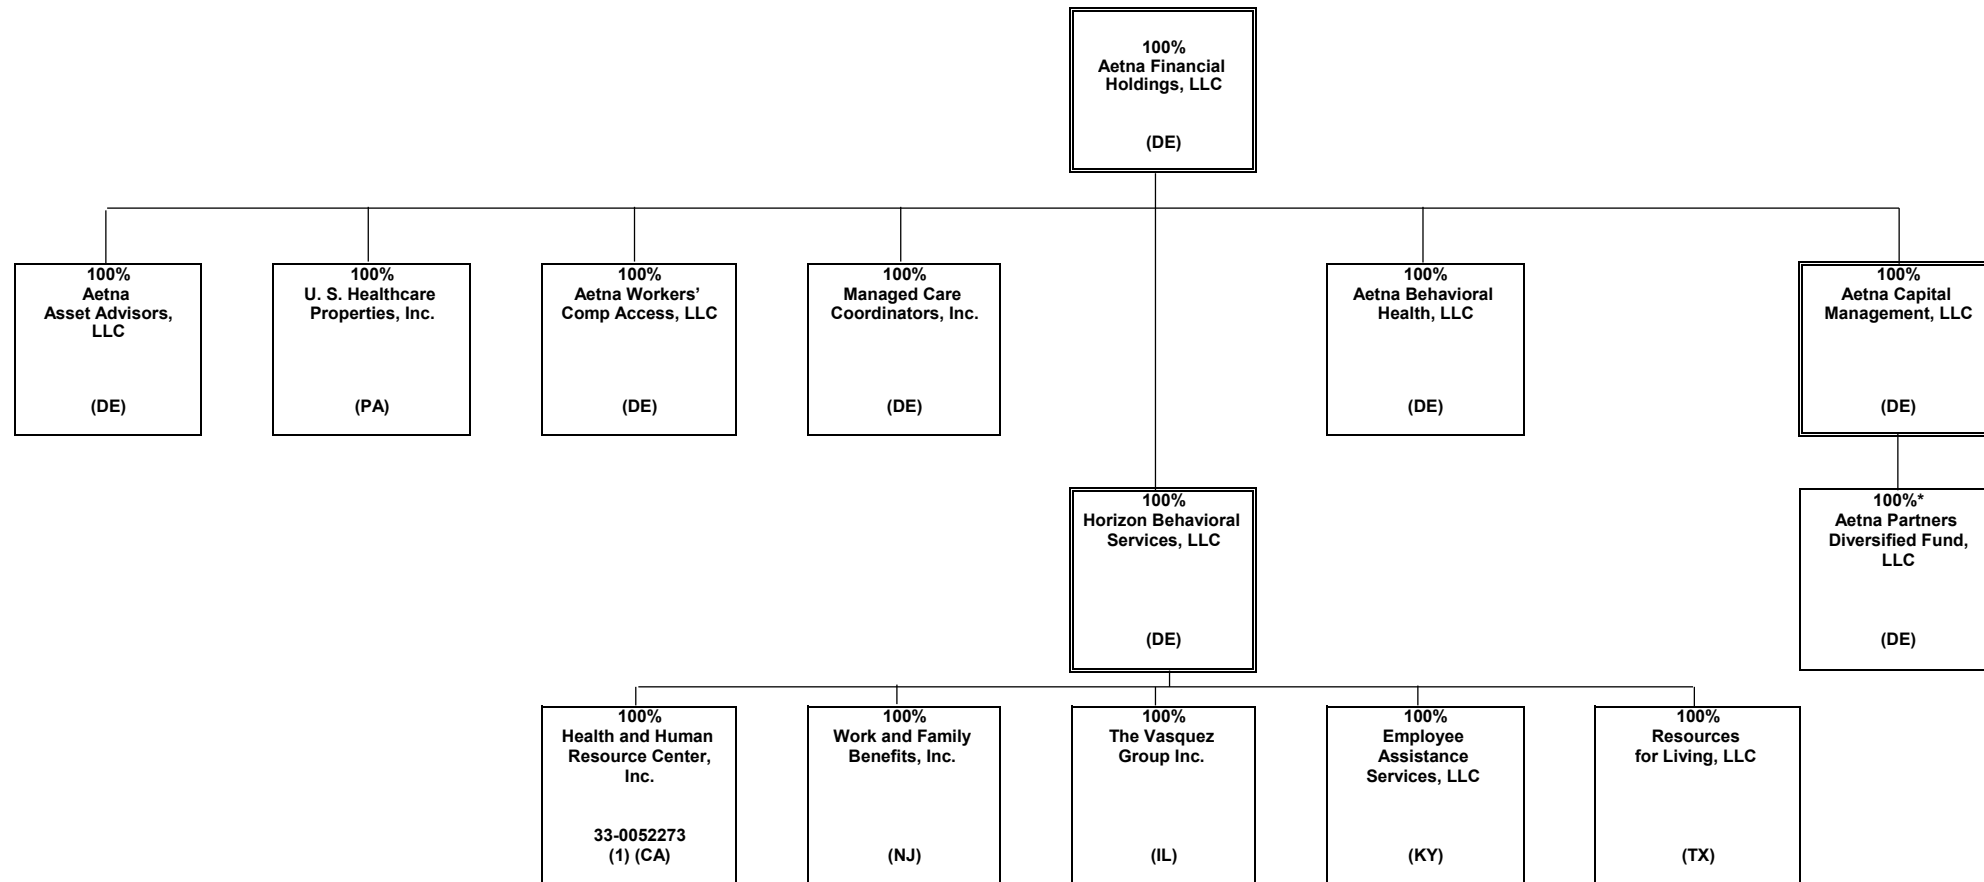 100%
Aetna Financial
Holdings, LLC
(DE)
100%
Aetna
Asset Advisors,
LLC
(DE)
100%
U. S. Healthcare
Properties, Inc.
(PA)
100%
Aetna Workers’
Comp Access, LLC
(DE)
100%
Managed Care
Coordinators, Inc.
(DE)
100%
Aetna Behavioral
Health, LLC
(DE)
100%
Aetna Capital
Management, LLC
(DE)
100%
Horizon Behavioral
Services, LLC
(DE)
100%*
Aetna Partners
Diversified Fund,
LLC
(DE)
100%
Health and Human
Resource Center,
Inc.
33-0052273
(1) (CA)
100%
Work and Family
Benefits, Inc.
(NJ)
100%
The Vasquez
Group Inc.
(IL)
100%
Employee
Assistance
Services, LLC
(KY)
100%
Resources
for Living, LLC
(TX)